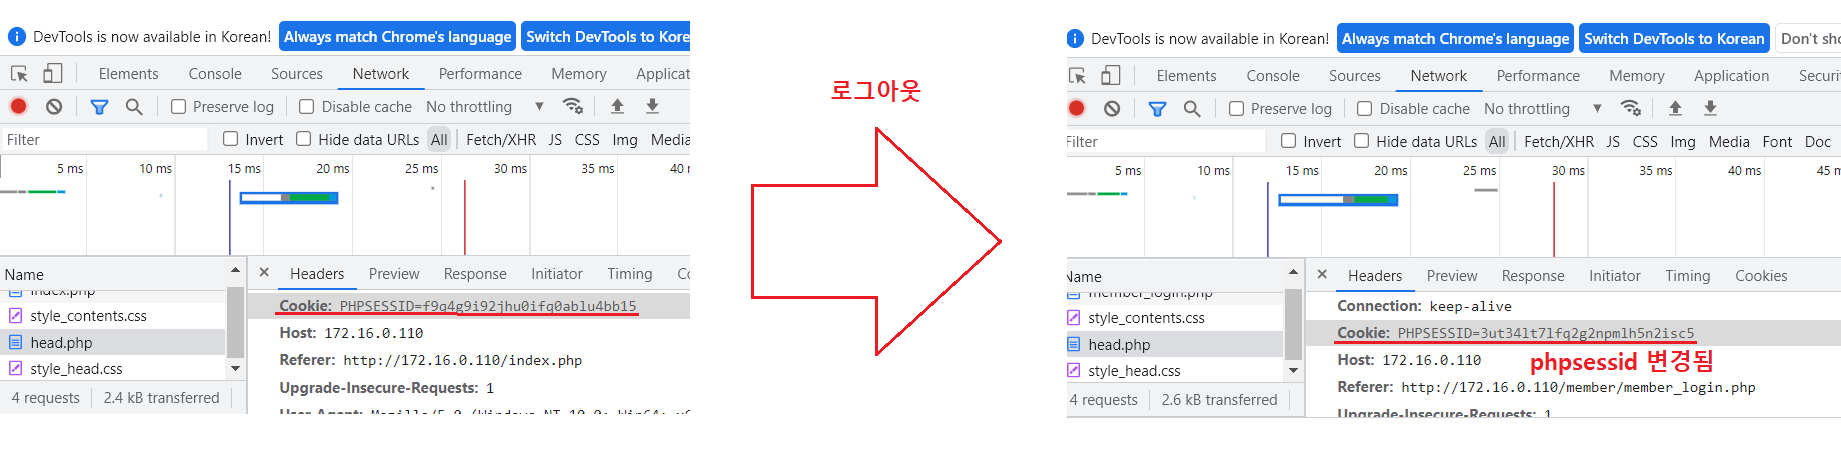 DevTools is now available in Korean! Always match Chrome's language Switch DevTools to Kore
Elements Console Sources Network Performance Memory Applicat
Preserve log Disable cache No throttling
Filter Invert Hide data URLs All Fetch/XHR JS CSS Img Media
5 ms 10 ms 15 ms 20 ms 25 ms 30 ms 35 ms 40 m
Name
index.php
style_contents.css
head.php
style_head.css
4 requests 2.4 kB transferred
Headers Preview Response Initiator Timing Co
Cookie: PHPSESSID=f9q4g9i92jhu0ifq0ablu4bb15
Host: 172.16.0.110
Referer: http://172.16.0.110/index.php
Upgrade-Insecure-Requests: 1
User-Agent: Mozilla/5.0 (Windows NT 10.0; Win64; x6
로그아웃
DevTools is now available in Korean! Always match Chrome's language Switch DevTools to Korean Don't sho
Elements Console Sources Network Performance Memory Application Securi
Preserve log Disable cache No throttling
Filter Invert Hide data URLs All Fetch/XHR JS CSS Img Media Font Doc
5 ms 10 ms 15 ms 20 ms 25 ms 30 ms 35 ms 40 ms 45 m
Name
member_login.php
style_contents.css
head.php
style_head.css
4 requests 2.6 kB transferred
Headers Preview Response Initiator Timing Cookies
Connection: keep-alive
Cookie: PHPSESSID=3ut34lt7lfq2g2npmlh5n2isc5
Host: 172.16.0.110
phpsessid 변경됨
Referer: http://172.16.0.110/member/member_login.php
Upgrade-Insecure-Requests: 1